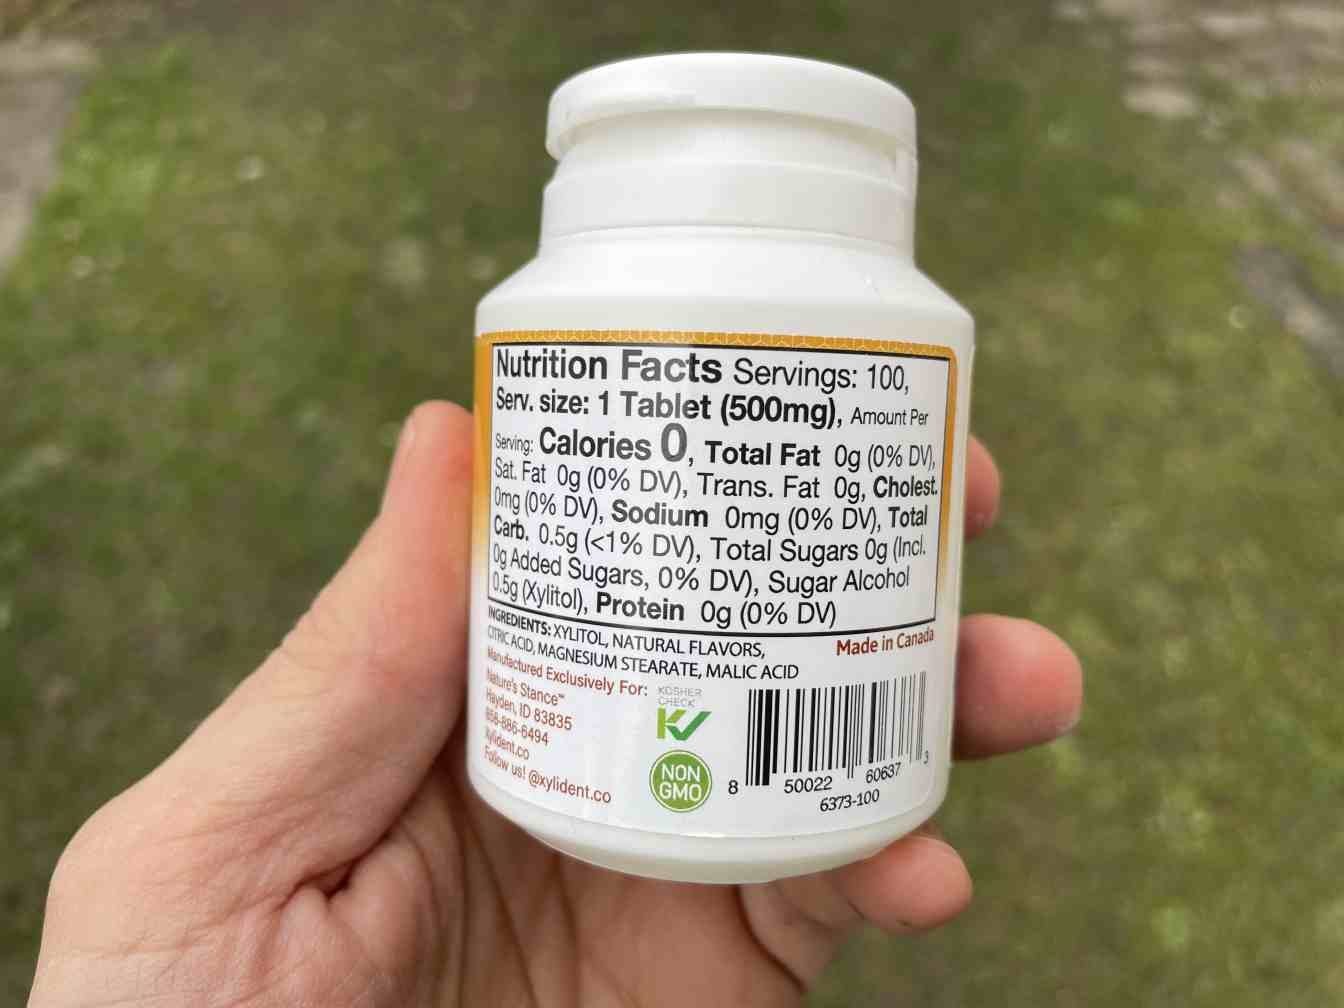 Nutrition Facts Servings: 100,
Serv. size: 1 Tablet (500mg), Amount Per
Serving: Calories 0, Total Fat 0g (0% DV),
Sat. Fat 0g (0% DV), Trans. Fat 0g, Cholest.
0mg (0% DV), Sodium 0mg (0% DV), Total
Carb. 0.5g (<1% DV), Total Sugars 0g (Incl.
0g Added Sugars, 0% DV), Sugar Alcohol
0.5g (Xylitol), Protein 0g (0% DV)
INGREDIENTS: XYLITOL, NATURAL FLAVORS,
CITRIC ACID, MAGNESIUM STEARATE, MALIC ACID
Made in Canada
Manufactured Exclusively For:
Nature's Stance™
Hayden, ID 83835
858-886-6494
xylident.co
Follow us! @xylident.co
KOSHER
CHECK
K
NON
GMO
8 50022 60637 3
6373-100